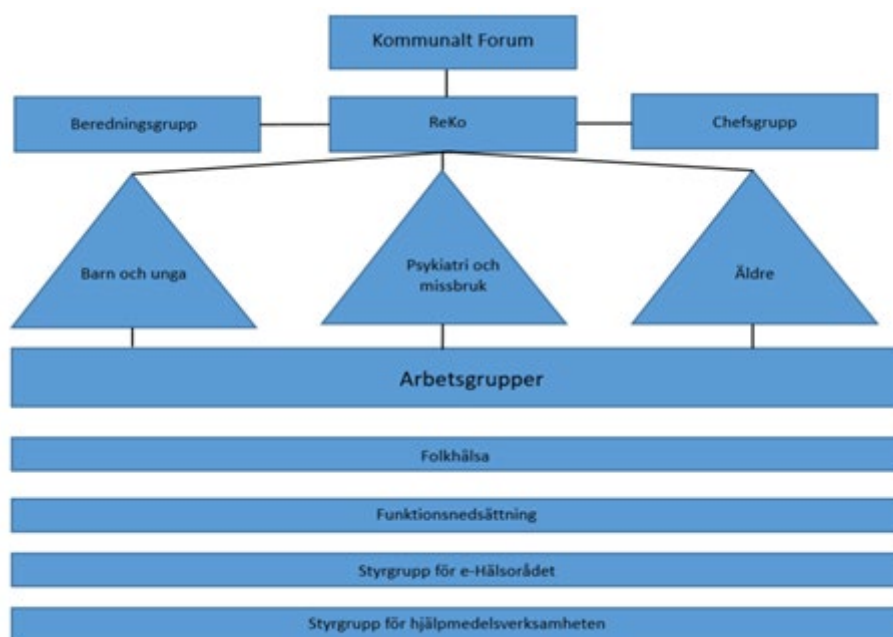 Kommunalt Forum
Beredningsgrupp
ReKo
Chefsgrupp
Barn och unga
Psykiatri och
missbruk
Äldre
Arbetsgrupper
Folkhälsa
Funktionsnedsättning
Styrgrupp för e-Hälsorådet
Styrgrupp för hjälpmedelsverksamheten